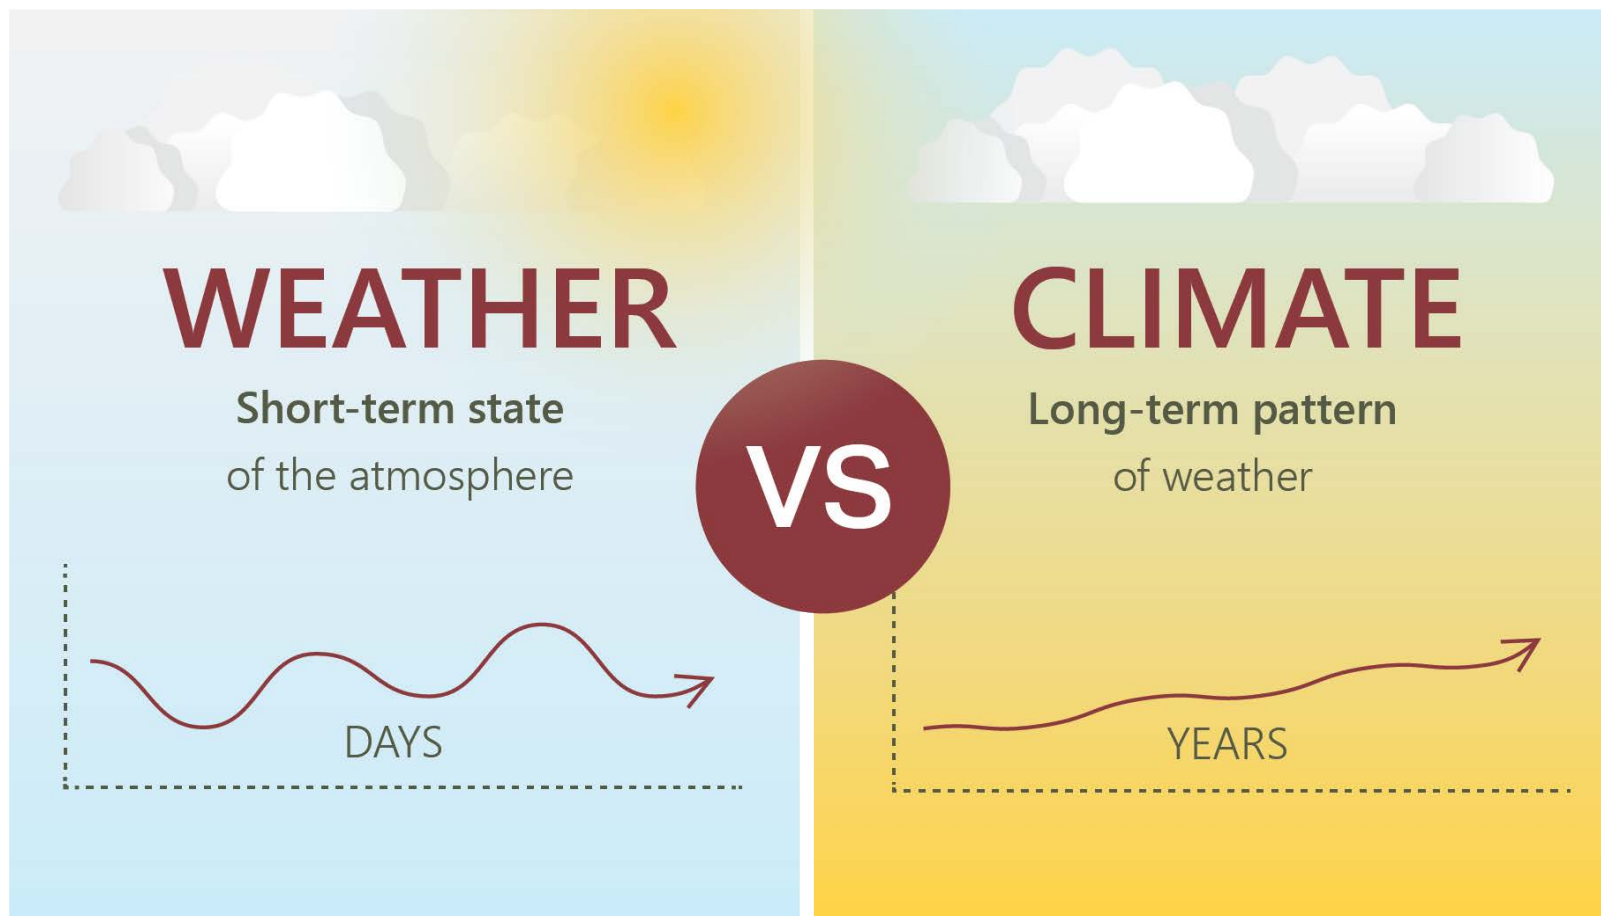 WEATHER
Short-term state
of the atmosphere
DAYS
VS
CLIMATE
Long-term pattern
of weather
YEARS